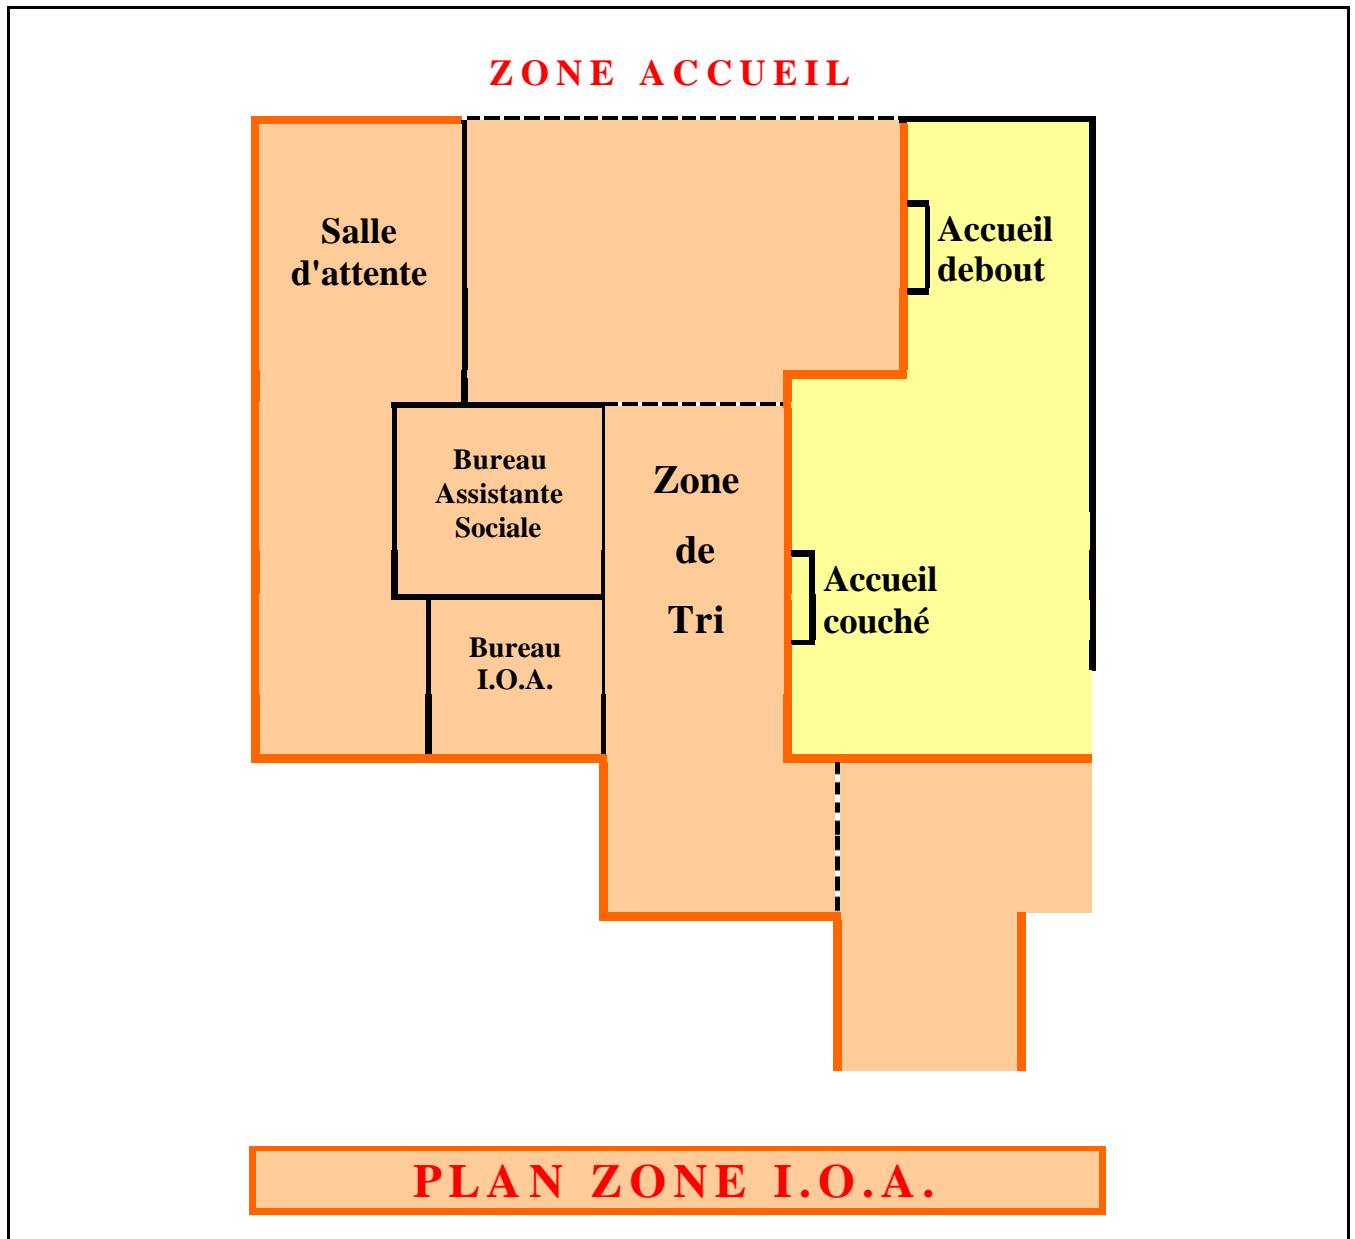 ZONE ACCUEIL
Salle
d'attente
Accueil
debout
Bureau
Assistante
Sociale
Zone
de
Tri
Accueil
couché
Bureau
I.O.A.
PLAN ZONE I.O.A.